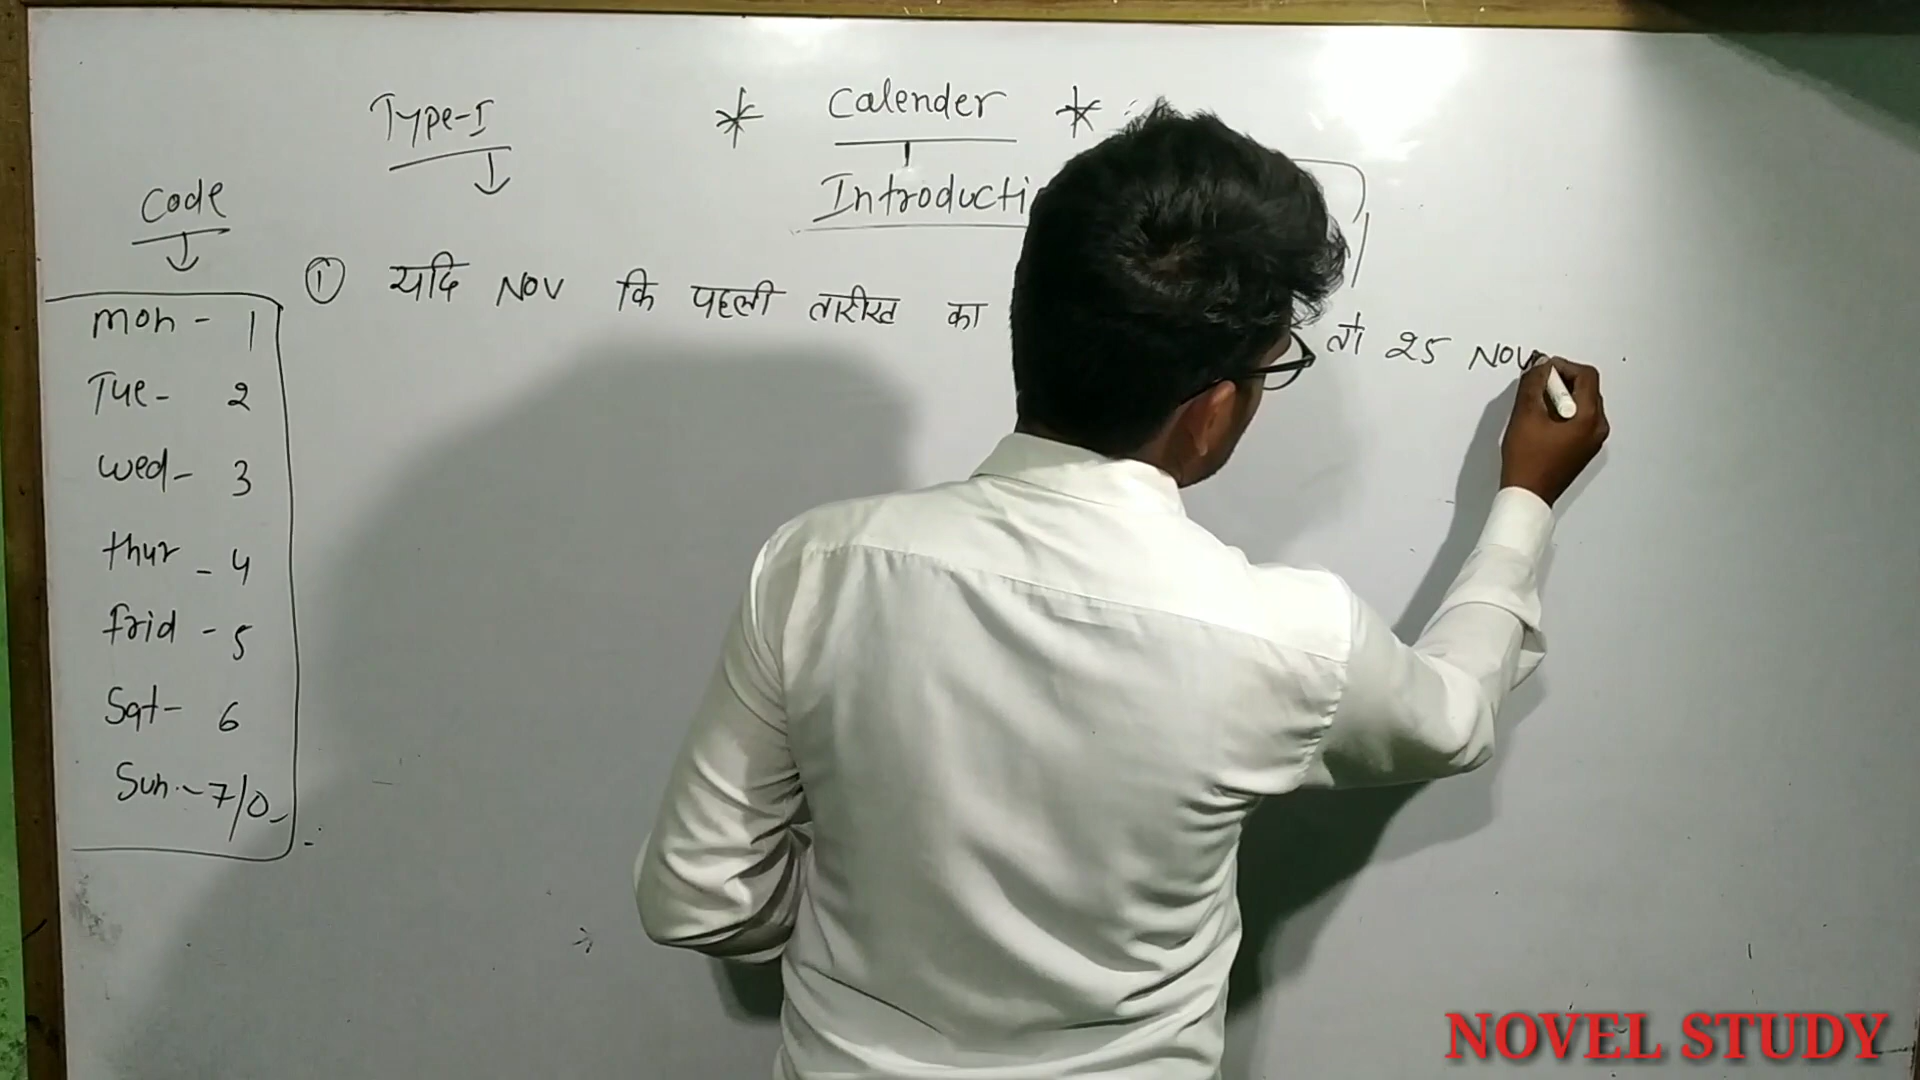 Type-I
* Calender *
Introducti
Code
① यदि NOV कि पहली तारीख का तो 25 NOV
mon - 1
Tue - 2
Wed - 3
thur - 4
frid - 5
Sat - 6
Sun - 7/0
NOVEL STUDY